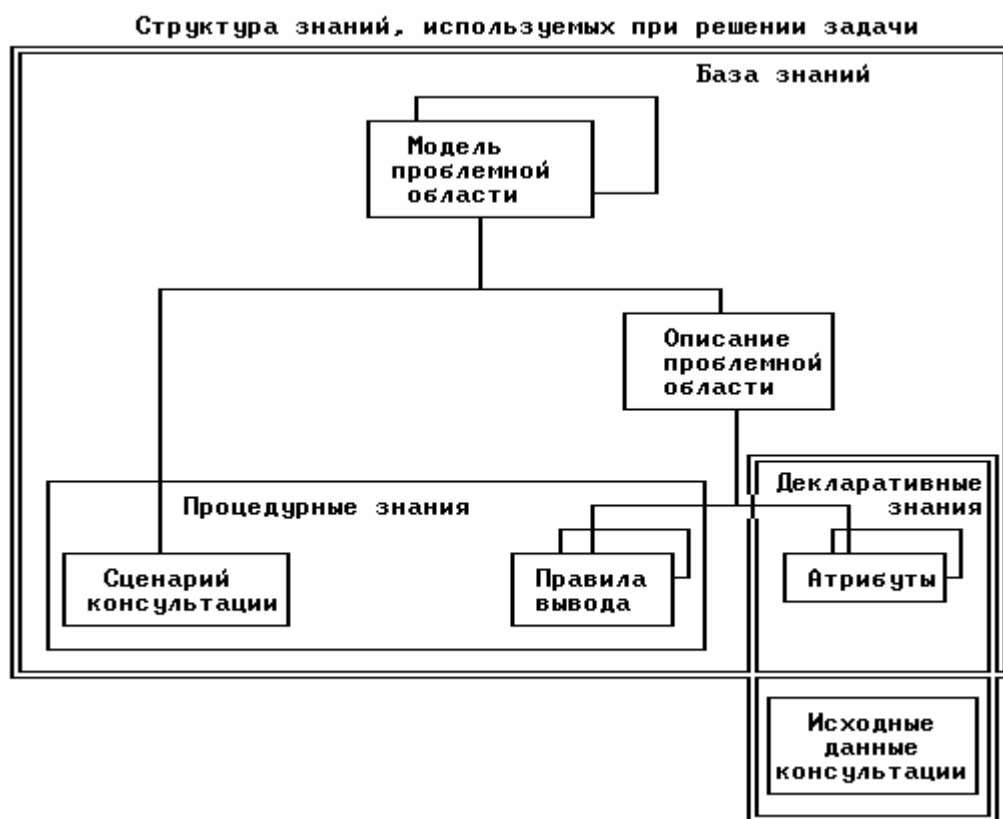 Структура знаний, используемых при решении задачи
База знаний
Модель
проблемной
области
Описание
проблемной
области
Процедурные знания
Декларативные
знания
Сценарий
консультации
Правила
вывода
Атрибуты
Исходные
данные
консультации